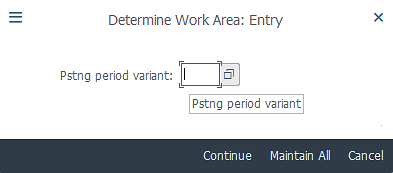 Determine Work Area: Entry
Pstng period variant:
Pstng period variant
Continue Maintain All Cancel